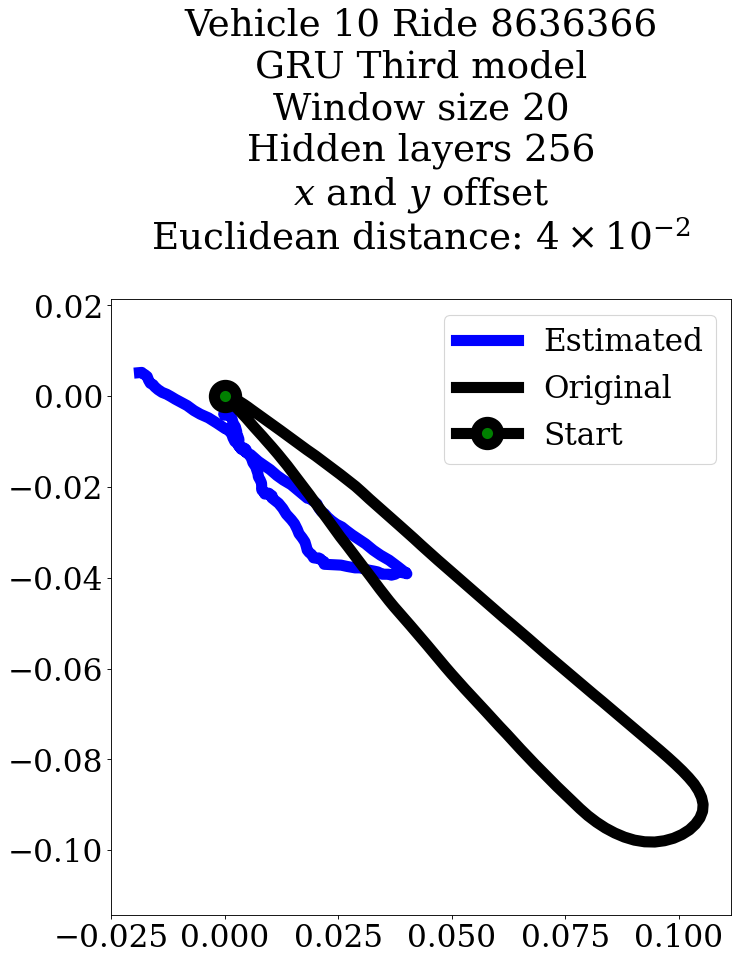 Vehicle 10 Ride 8636366
GRU Third model
Window size 20
Hidden layers 256
x and y offset
Euclidean distance: 4 × 10⁻²
0.02
0.00
−0.02
−0.04
−0.06
−0.08
−0.10
−0.025 0.000 0.025 0.050 0.075 0.100
Estimated
Original
Start